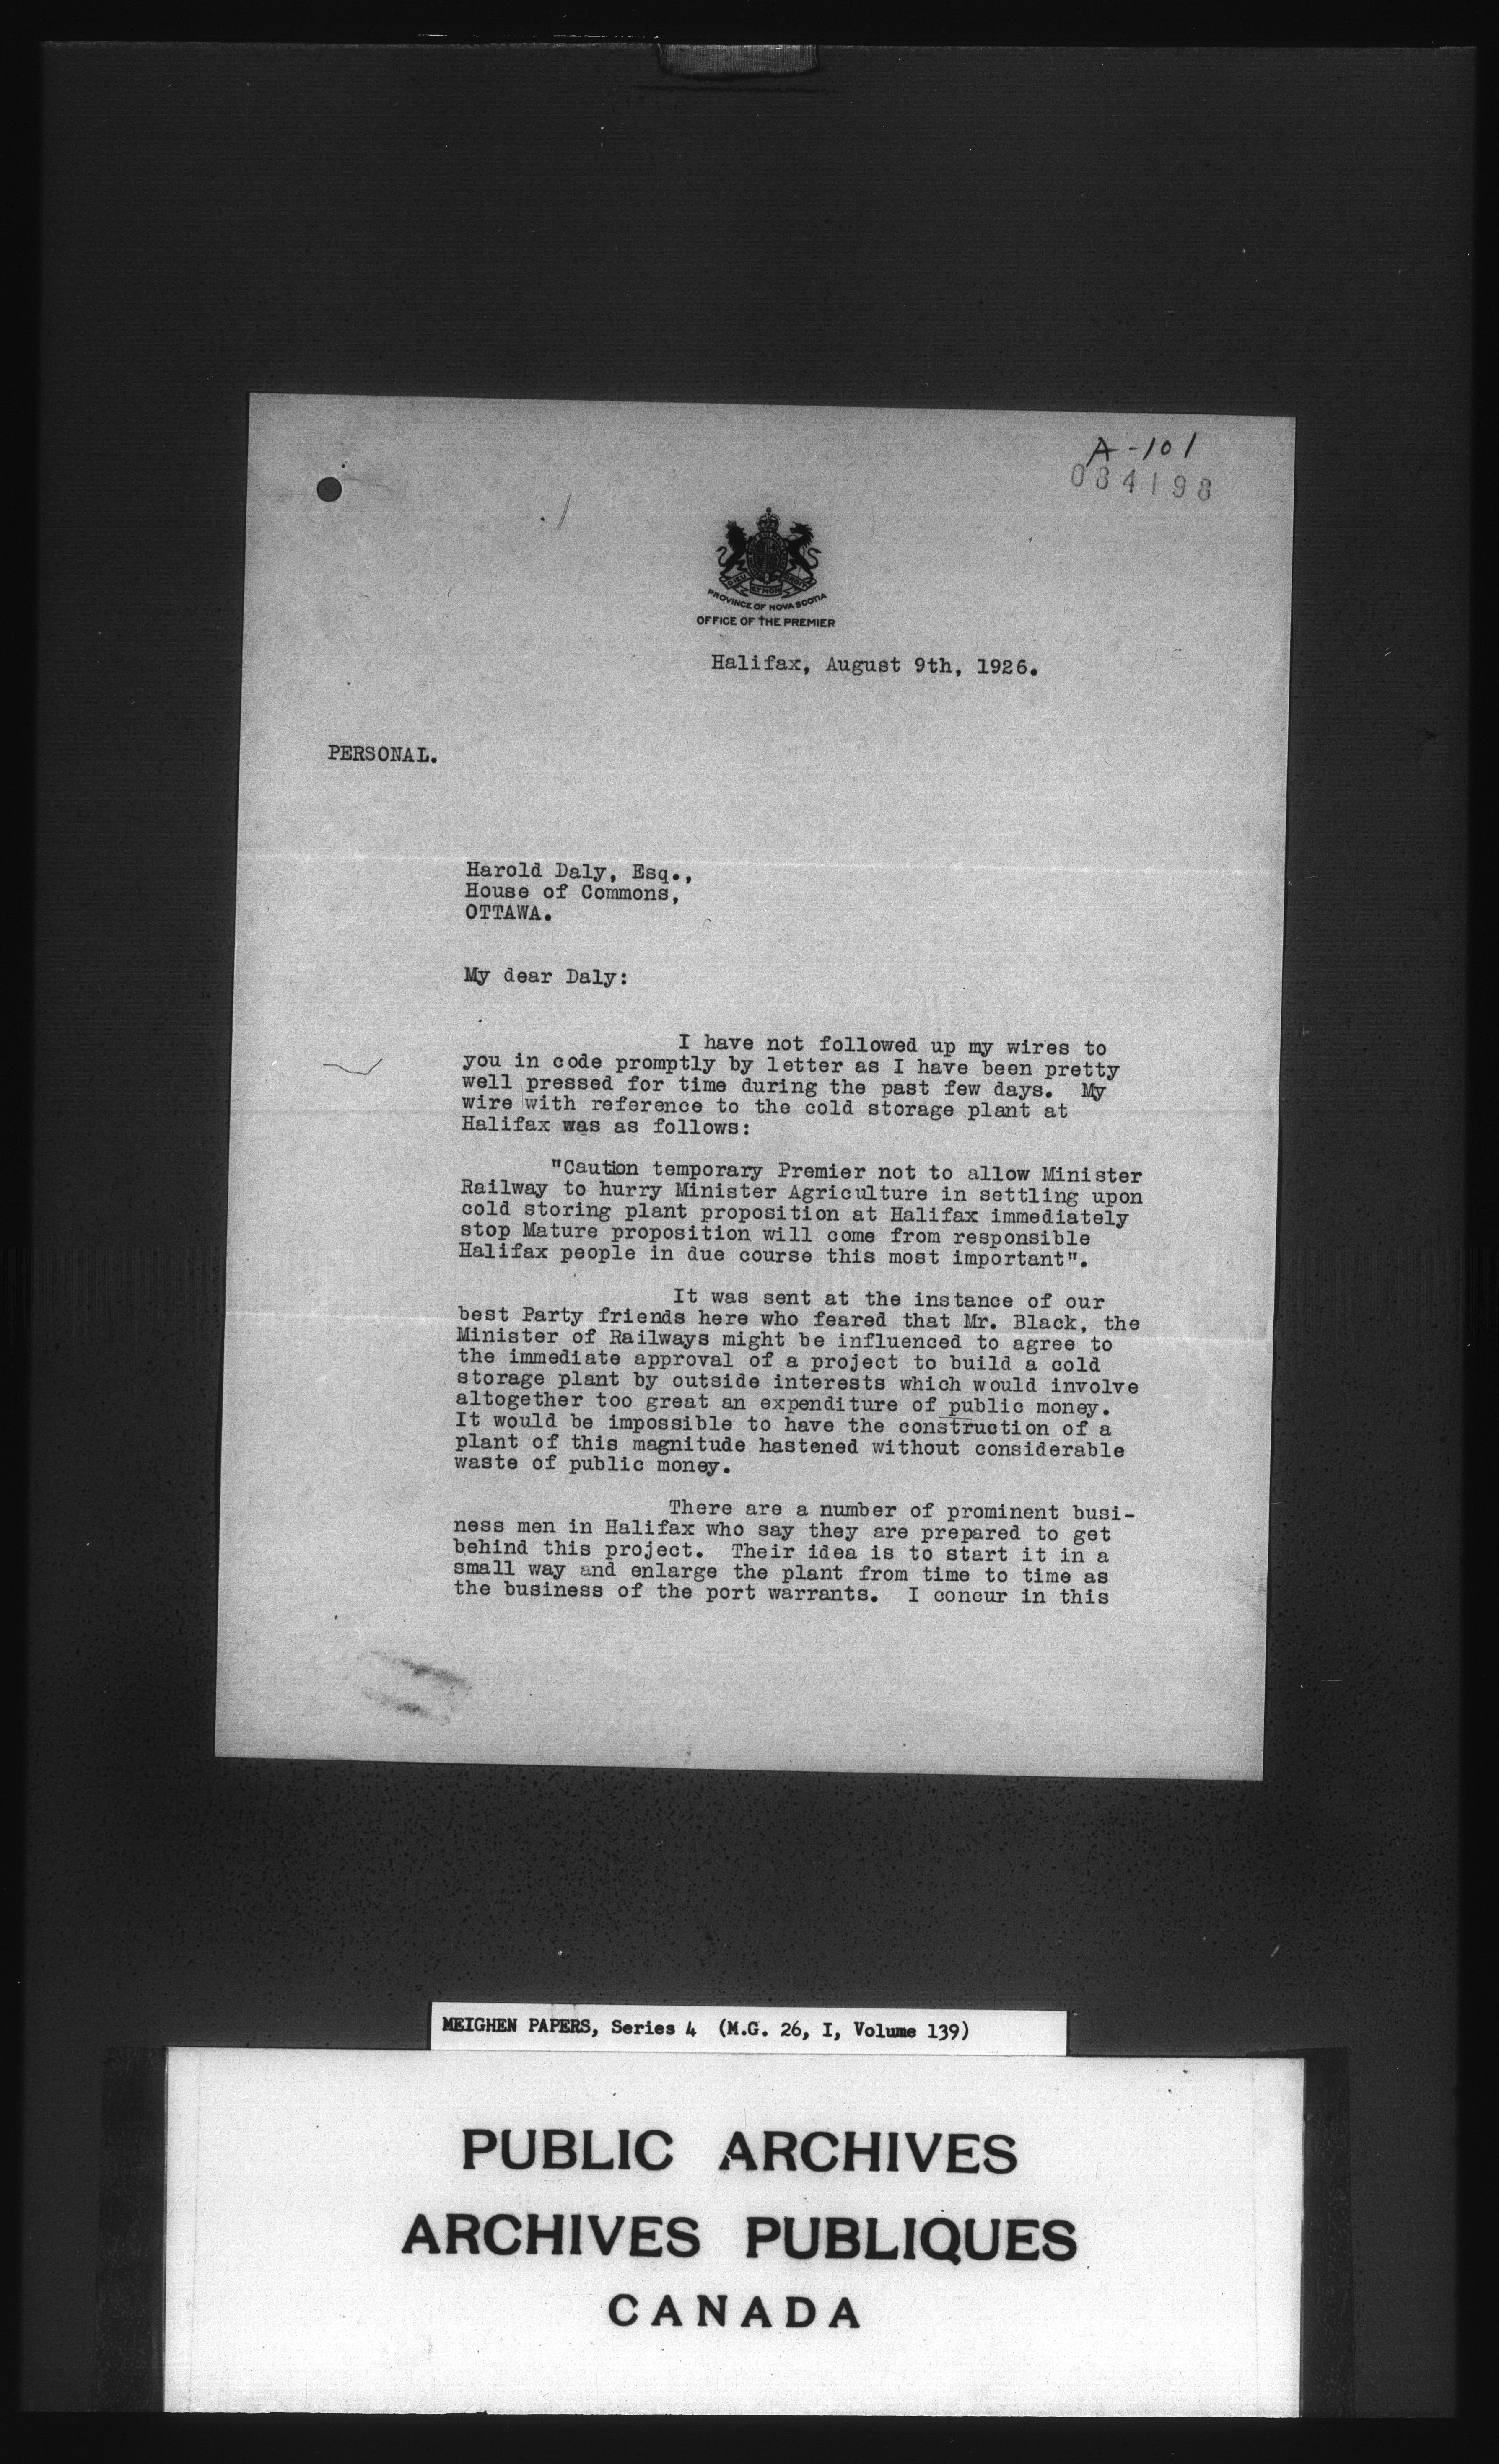 A-101
084198
DIEU ET MON DROIT
PROVINCE OF NOVA SCOTIA
OFFICE OF THE PREMIER
Halifax, August 9th, 1926.
PERSONAL.
Harold Daly, Esq.,
House of Commons,
OTTAWA.
My dear Daly:
I have not followed up my wires to
you in code promptly by letter as I have been pretty
well pressed for time during the past few days. My
wire with reference to the cold storage plant at
Halifax was as follows:
"Caution temporary Premier not to allow Minister
Railway to hurry Minister Agriculture in settling upon
cold storing plant proposition at Halifax immediately
stop Mature proposition will come from responsible
Halifax people in due course this most important".
It was sent at the instance of our
best Party friends here who feared that Mr. Black, the
Minister of Railways might be influenced to agree to
the immediate approval of a project to build a cold
storage plant by outside interests which would involve
altogether too great an expenditure of public money.
It would be impossible to have the construction of a
plant of this magnitude hastened without considerable
waste of public money.
There are a number of prominent busi-
ness men in Halifax who say they are prepared to get
behind this project. Their idea is to start it in a
small way and enlarge the plant from time to time as
the business of the port warrants. I concur in this
MEIGHEN PAPERS, Series 4 (M.G. 26, I, Volume 139)
PUBLIC ARCHIVES
ARCHIVES PUBLIQUES
CANADA